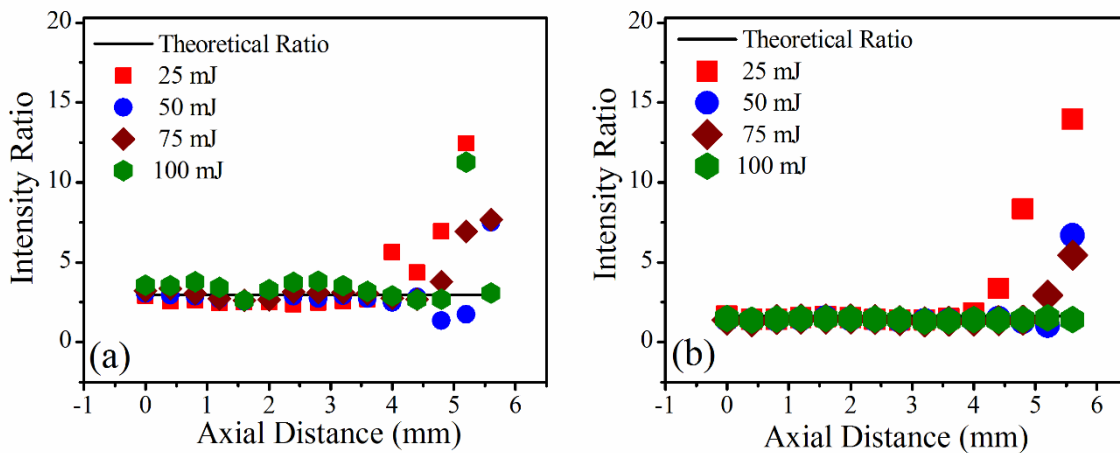 20
15
10
5
0
Intensity Ratio
Theoretical Ratio
25 mJ
50 mJ
75 mJ
100 mJ
(a)
-1 0 1 2 3 4 5 6
Axial Distance (mm)
20
15
10
5
0
Intensity Ratio
Theoretical Ratio
25 mJ
50 mJ
75 mJ
100 mJ
(b)
-1 0 1 2 3 4 5 6
Axial Distance (mm)